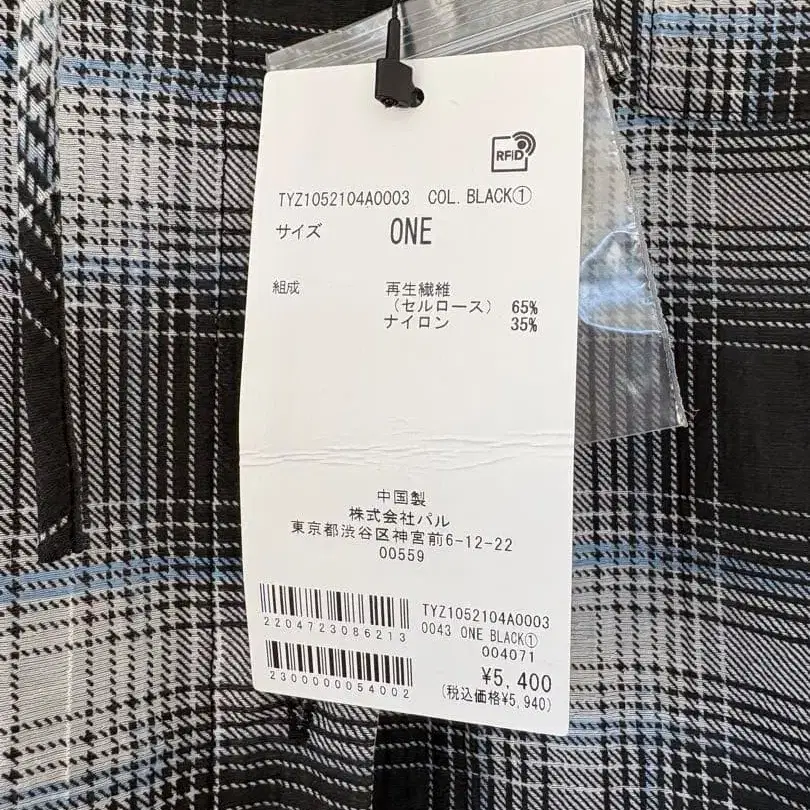 RFID
TYZ1052104A0003 COL. BLACK①
サイズ ONE
組成 再生繊維
（セルロース） 65%
ナイロン 35%
中国製
株式会社パル
東京都渋谷区神宮前6-12-22
00559
2204723086213
TYZ1052104A0003
0043 ONE BLACK①
004071
2300000054002
¥5,400
(税込価格¥5,940)